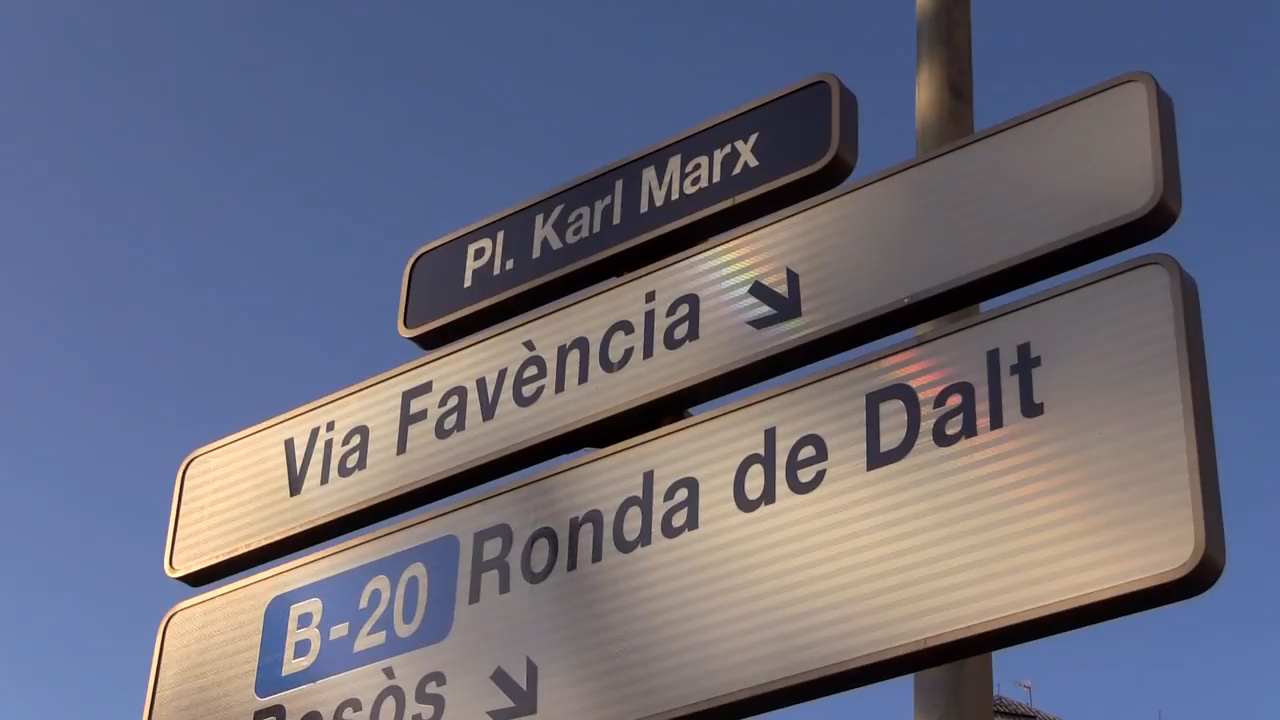 Pl. Karl Marx
Via Favència ↘
B-20 Ronda de Dalt
Besòs ↘